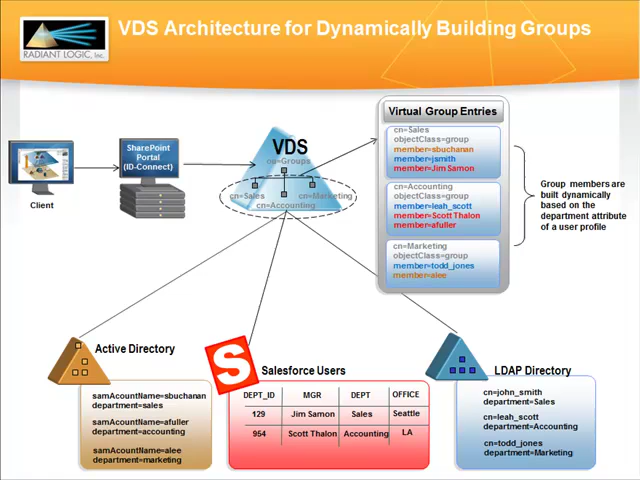 VDS Architecture for Dynamically Building Groups
RADIANT LOGIC, Inc.
Virtual Group Entries
cn=Sales
objectClass=group
member=sbuchanan
member=jsmith
member=Jim Samon
cn=Accounting
objectClass=group
member=leah_scott
member=Scott Thalon
member=afuller
cn=Marketing
objectClass=group
member=todd_jones
member=alee
Group members are
built dynamically
based on the
department attribute
of a user profile
VDS
ou=Groups
cn=Sales
cn=Marketing
cn=Accounting
SharePoint
Portal
(ID-Connect)
Client
Active Directory
samAcountName=sbuchanan
department=sales
samAcountName=afuller
department=accounting
samAcountName=alee
department=marketing
S
Salesforce Users
DEPT_ID MGR DEPT OFFICE
129 Jim Samon Sales Seattle
954 Scott Thalon Accounting LA
LDAP Directory
cn=john_smith
department=Sales
cn=leah_scott
department=Accounting
cn=todd_jones
department=Marketing